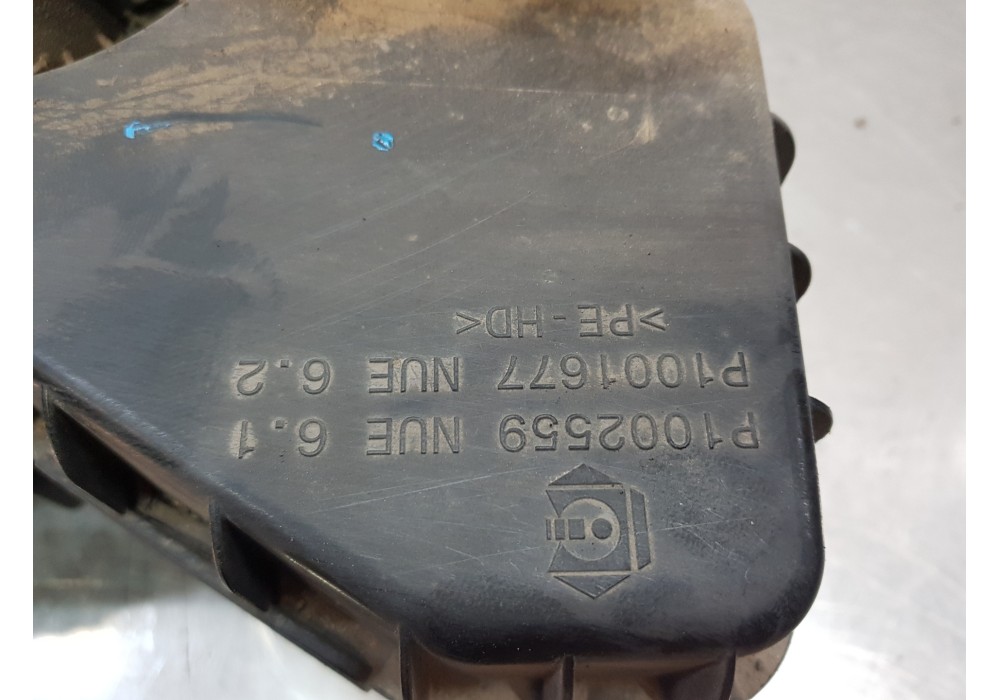 P1002559 NUE 6.1
P1001677 NUE 6.2
>PE-HD<